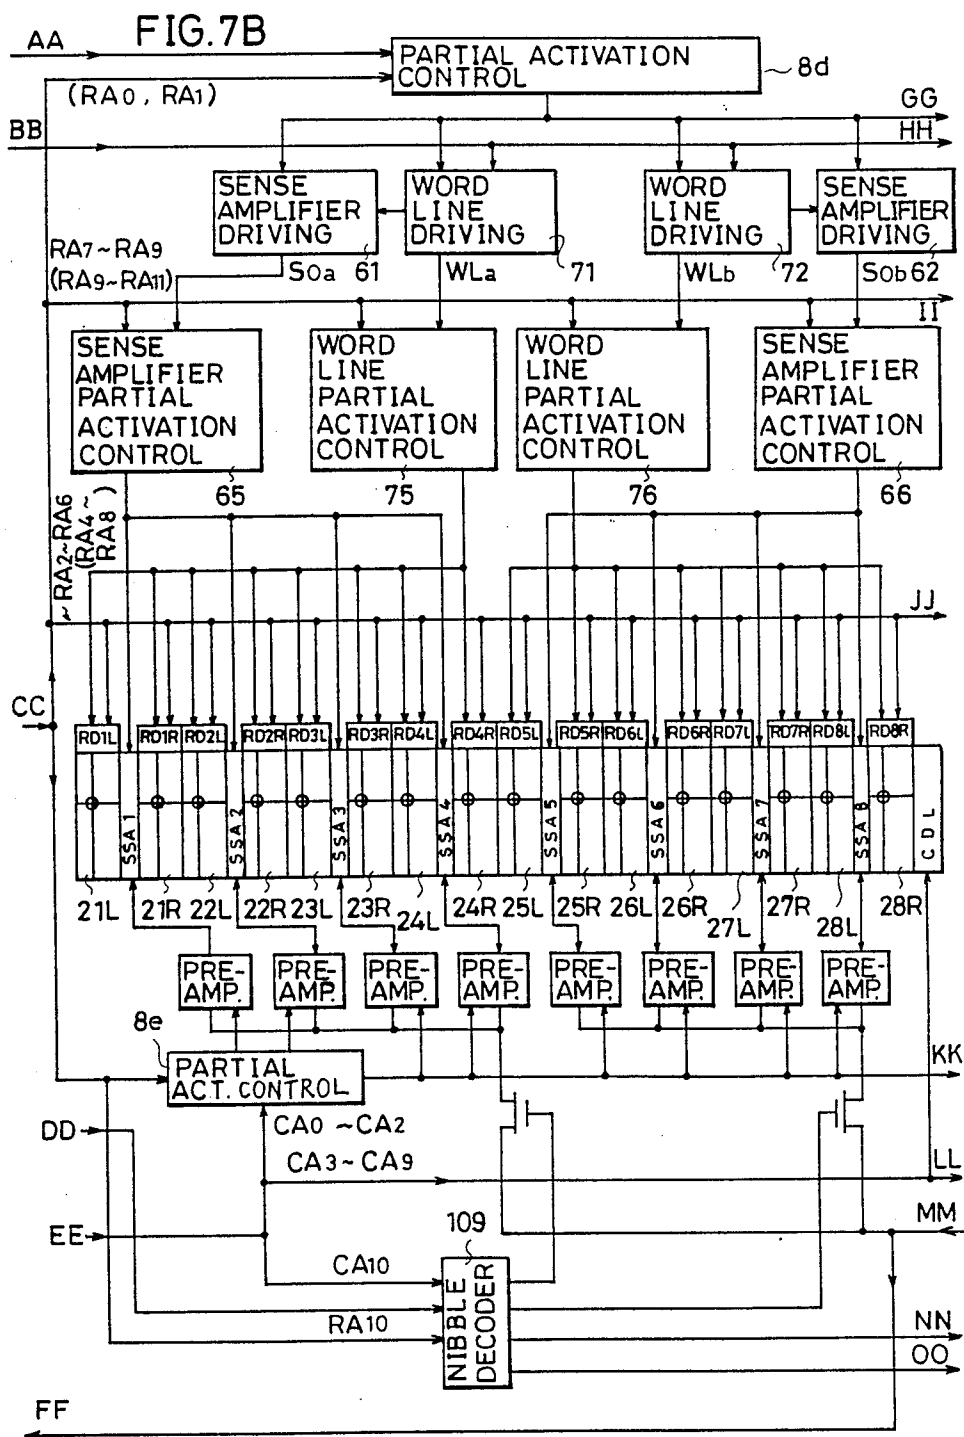 FIG.7B
AA
PARTIAL ACTIVATION
CONTROL
8d
(RA0, RA1)
GG
BB
HH
SENSE
AMPLIFIER
DRIVING
WORD
LINE
DRIVING
WORD
LINE
DRIVING
SENSE
AMPLIFIER
DRIVING
RA7~RA9
(RA9~RA11)
S0a
61
WLa
71
WLb
72
S0b
62
II
SENSE
AMPLIFIER
PARTIAL
ACTIVATION
CONTROL
WORD
LINE
PARTIAL
ACTIVATION
CONTROL
WORD
LINE
PARTIAL
ACTIVATION
CONTROL
SENSE
AMPLIFIER
PARTIAL
ACTIVATION
CONTROL
65
75
76
66
~RA2~RA6
(RA4~
RA8)
JJ
CC
RD1L RD1R RD2L RD2R RD3L RD3R RD4L RD4R RD5L RD5R RD6L RD6R RD7L RD7R RD8L RD8R
SSA1 SSA2 SSA3 SSA4 SSA5 SSA6 SSA7 SSA8 CDL
21L 21R 22L 22R 23L 23R 24L 24R 25L 25R 26L 26R 27L 27R 28L 28R
PRE-
AMP.
PRE-
AMP.
PRE-
AMP.
PRE-
AMP.
PRE-
AMP.
PRE-
AMP.
PRE-
AMP.
PRE-
AMP.
8e
PARTIAL
ACT. CONTROL
KK
DD
CA0 ~CA2
CA3~CA9
LL
EE
109
MM
CA10
NIBBLE
DECODER
RA10
NN
OO
FF